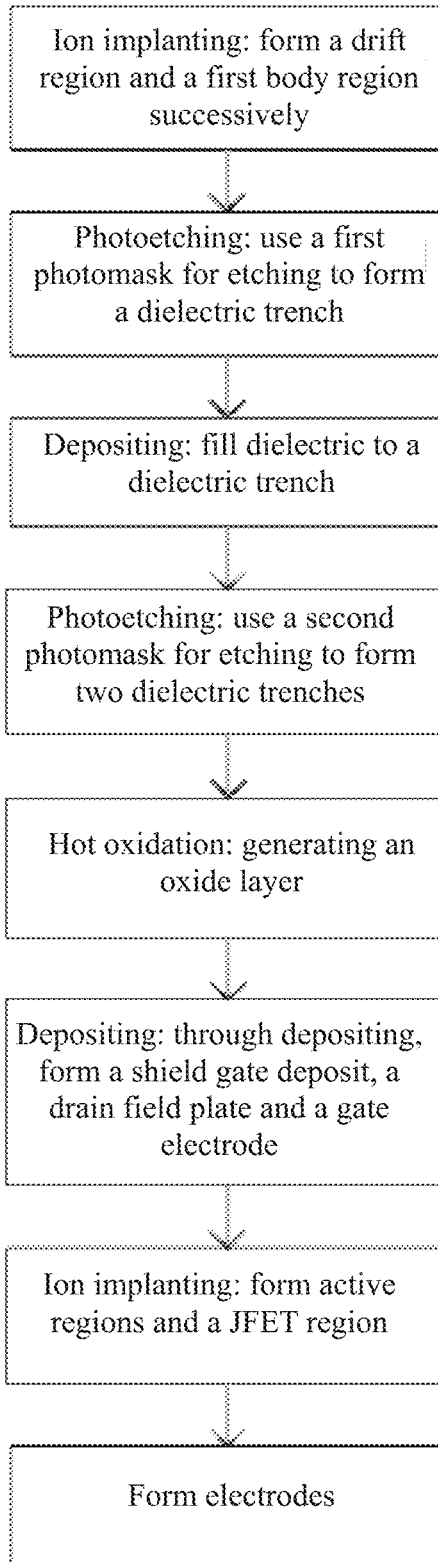 Ion implanting: form a drift
region and a first body region
successively
Photoetching: use a first
photomask for etching to form
a dielectric trench
Depositing: fill dielectric to a
dielectric trench
Photoetching: use a second
photomask for etching to form
two dielectric trenches
Hot oxidation: generating an
oxide layer
Depositing: through depositing,
form a shield gate deposit, a
drain field plate and a gate
electrode
Ion implanting: form active
regions and a JFET region
Form electrodes